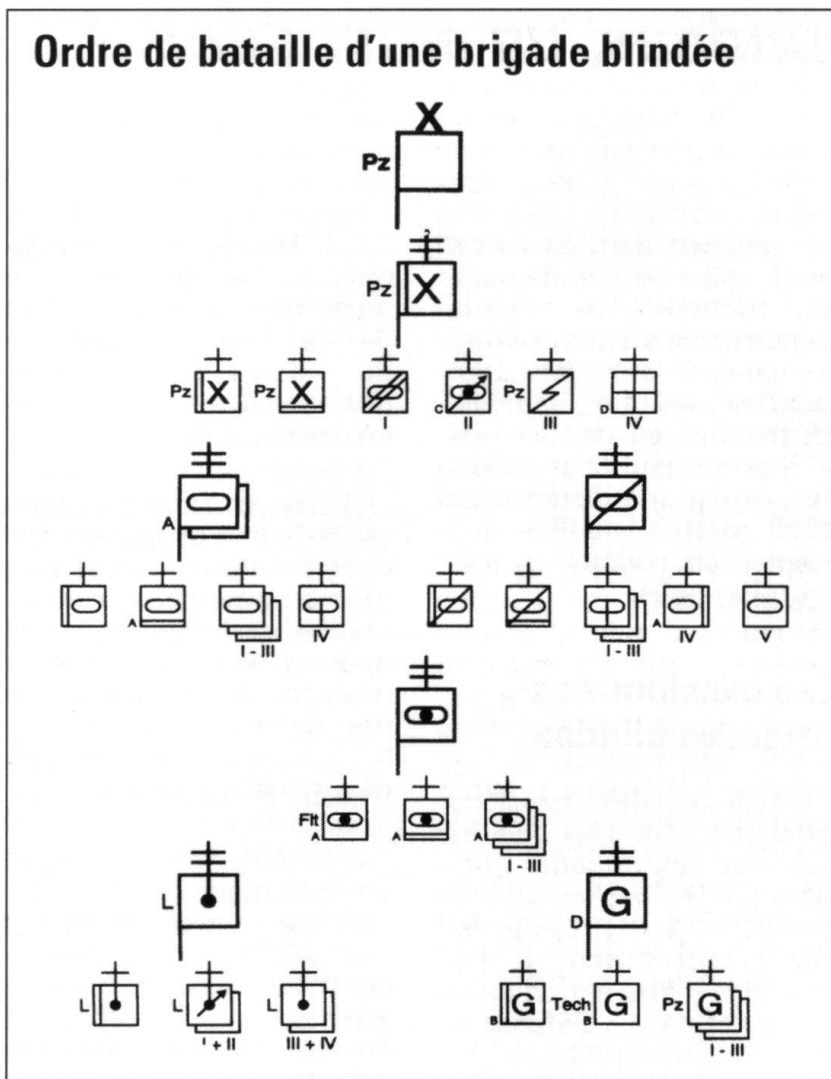 Ordre de bataille d'une brigade blindée
X
Pz
2
Pz X
Pz X Pz X C Pz D
I II III IV
A
A
I - III IV
A
I - III IV V
Flt A A A
I - III
L
D G
L L L
I + II III + IV
B G Tech B G Pz G
I - III